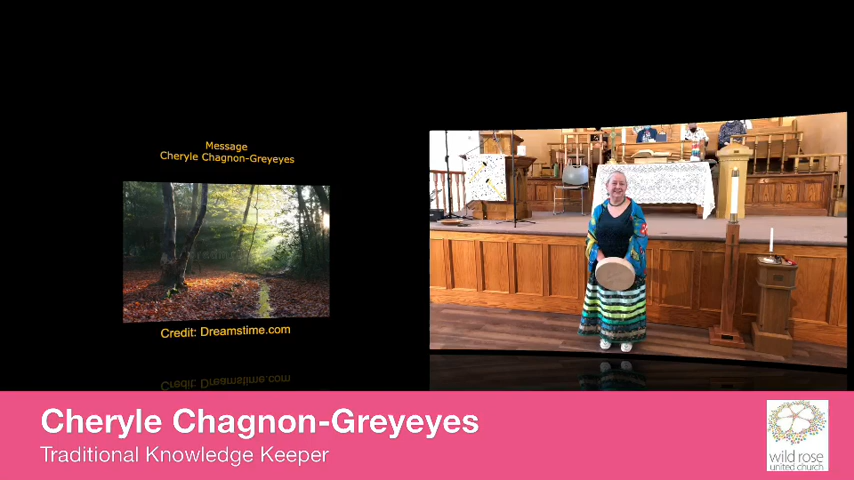 Message
Cheryle Chagnon-Greyeyes
Credit: Dreamstime.com
Credit: Dreamstime.com
Cheryle Chagnon-Greyeyes
Traditional Knowledge Keeper
wild rose
united church